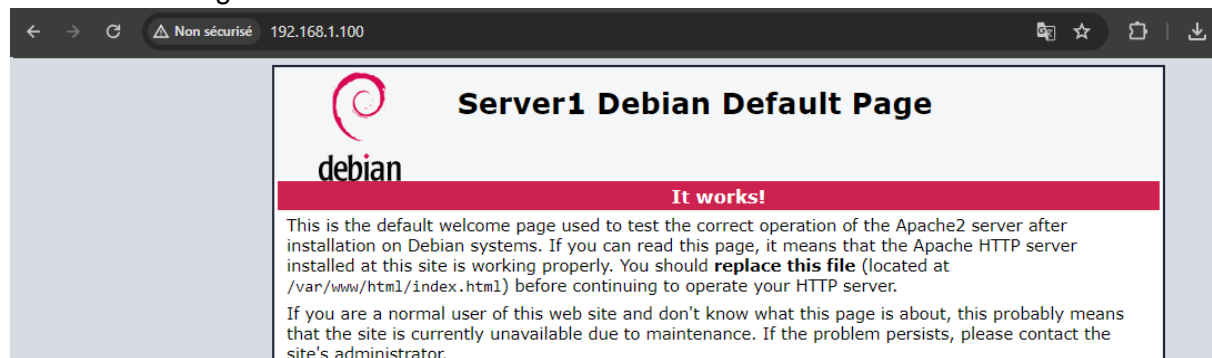 Non sécurisé 192.168.1.100
debian
Server1 Debian Default Page
It works!
This is the default welcome page used to test the correct operation of the Apache2 server after
installation on Debian systems. If you can read this page, it means that the Apache HTTP server
installed at this site is working properly. You should replace this file (located at
/var/www/html/index.html) before continuing to operate your HTTP server.
If you are a normal user of this web site and don't know what this page is about, this probably means
that the site is currently unavailable due to maintenance. If the problem persists, please contact the
site's administrator.